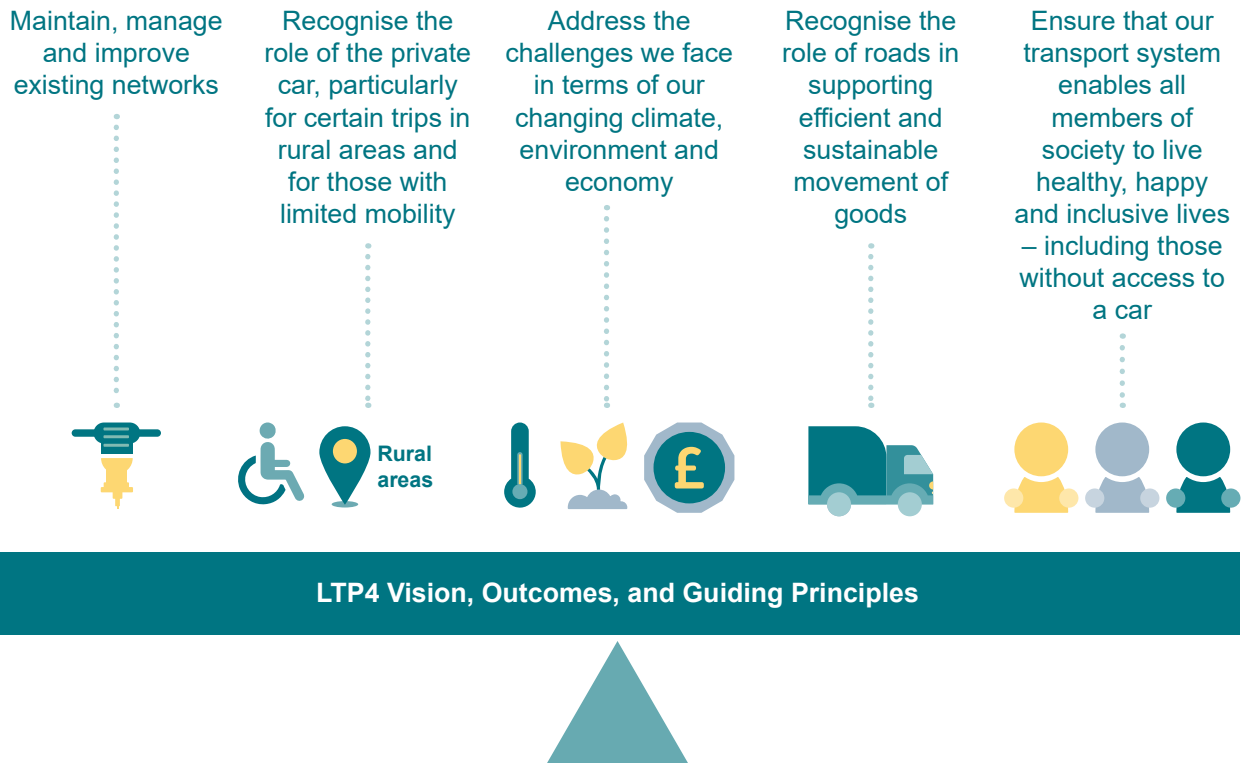 Maintain, manage
and improve
existing networks
Recognise the
role of the private
car, particularly
for certain trips in
rural areas and
for those with
limited mobility
Address the
challenges we face
in terms of our
changing climate,
environment and
economy
Recognise the
role of roads in
supporting
efficient and
sustainable
movement of
goods
Ensure that our
transport system
enables all
members of
society to live
healthy, happy
and inclusive lives
– including those
without access to
a car
Rural
areas
£
LTP4 Vision, Outcomes, and Guiding Principles